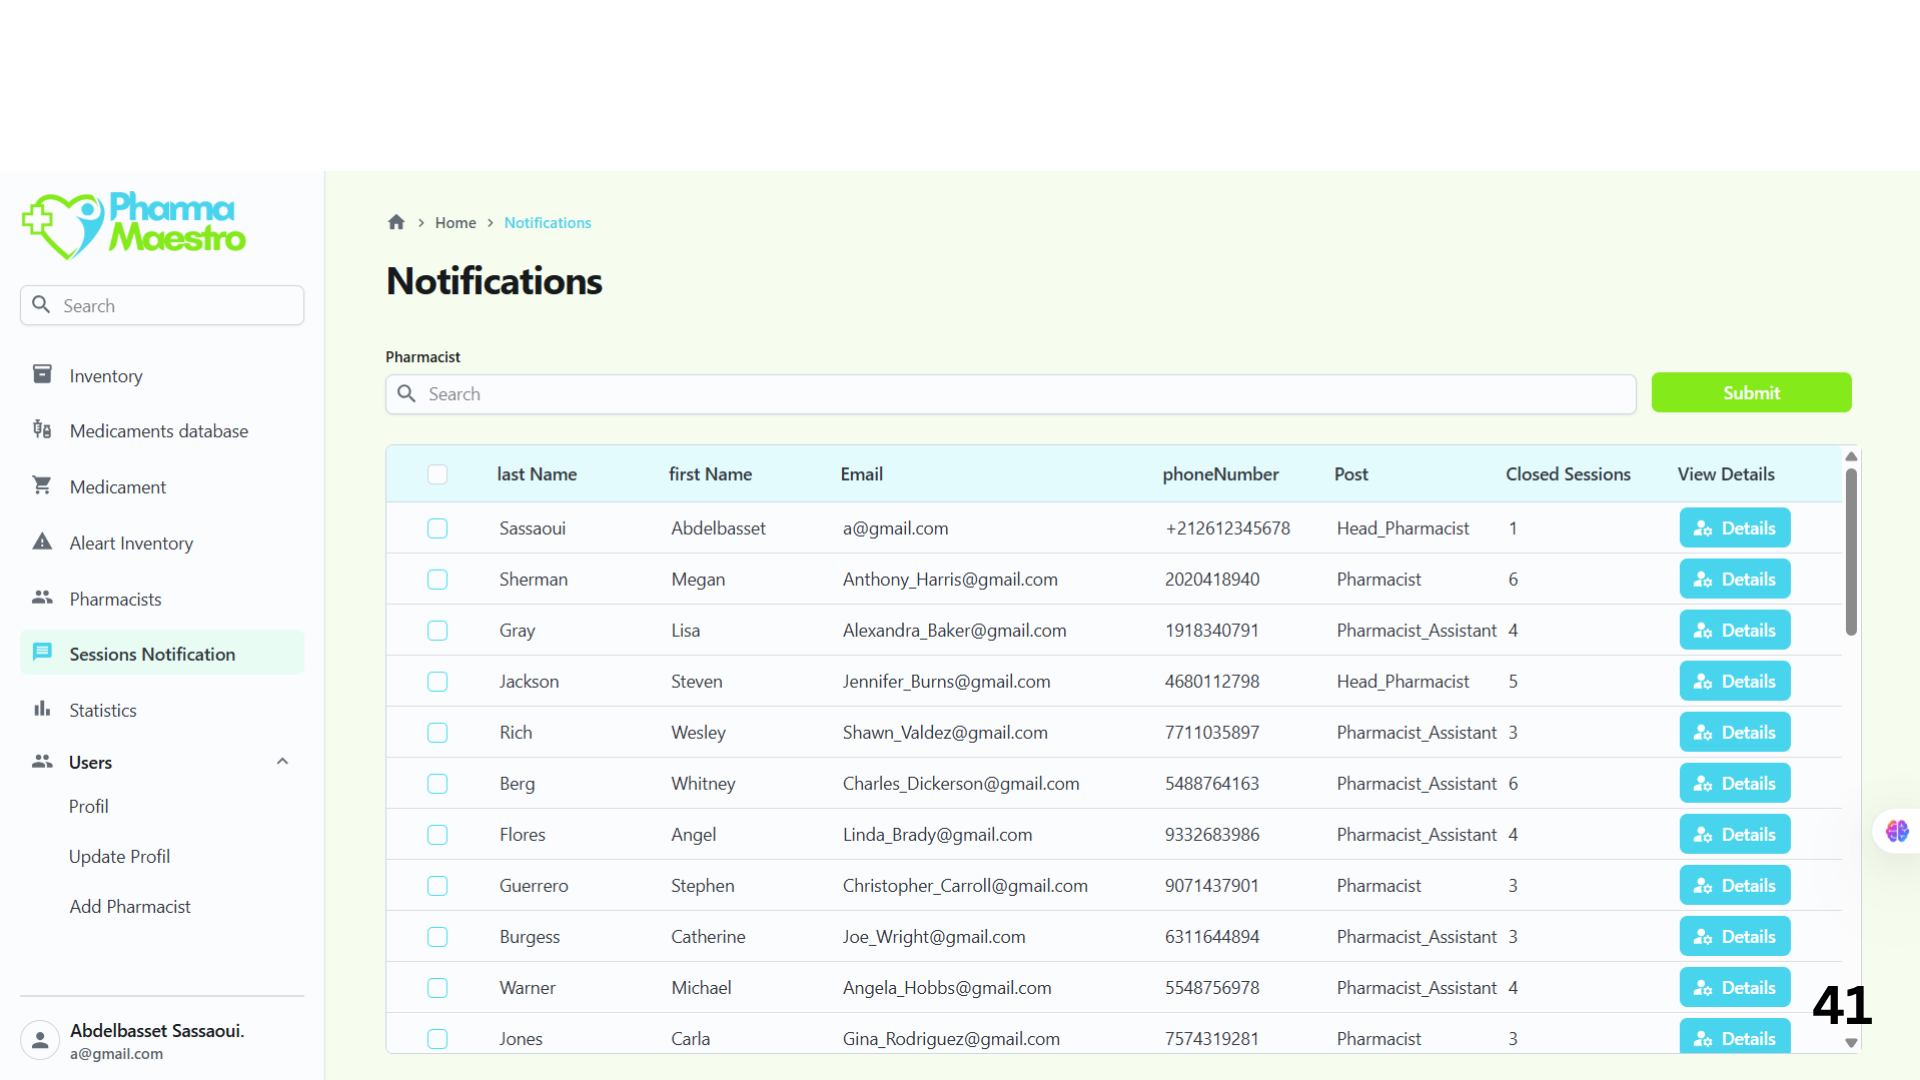 Pharma
Maestro
Search
Inventory
Medicaments database
Medicament
Aleart Inventory
Pharmacists
Sessions Notification
Statistics
Users
Profil
Update Profil
Add Pharmacist
Abdelbasset Sassaoui.
a@gmail.com
Home > Notifications
Notifications
Pharmacist
Search Submit
last Name first Name Email phoneNumber Post Closed Sessions View Details
Sassaoui Abdelbasset a@gmail.com +212612345678 Head_Pharmacist 1 Details
Sherman Megan Anthony_Harris@gmail.com 2020418940 Pharmacist 6 Details
Gray Lisa Alexandra_Baker@gmail.com 1918340791 Pharmacist_Assistant 4 Details
Jackson Steven Jennifer_Burns@gmail.com 4680112798 Head_Pharmacist 5 Details
Rich Wesley Shawn_Valdez@gmail.com 7711035897 Pharmacist_Assistant 3 Details
Berg Whitney Charles_Dickerson@gmail.com 5488764163 Pharmacist_Assistant 6 Details
Flores Angel Linda_Brady@gmail.com 9332683986 Pharmacist_Assistant 4 Details
Guerrero Stephen Christopher_Carroll@gmail.com 9071437901 Pharmacist 3 Details
Burgess Catherine Joe_Wright@gmail.com 6311644894 Pharmacist_Assistant 3 Details
Warner Michael Angela_Hobbs@gmail.com 5548756978 Pharmacist_Assistant 4 Details
Jones Carla Gina_Rodriguez@gmail.com 7574319281 Pharmacist 3 Details
41